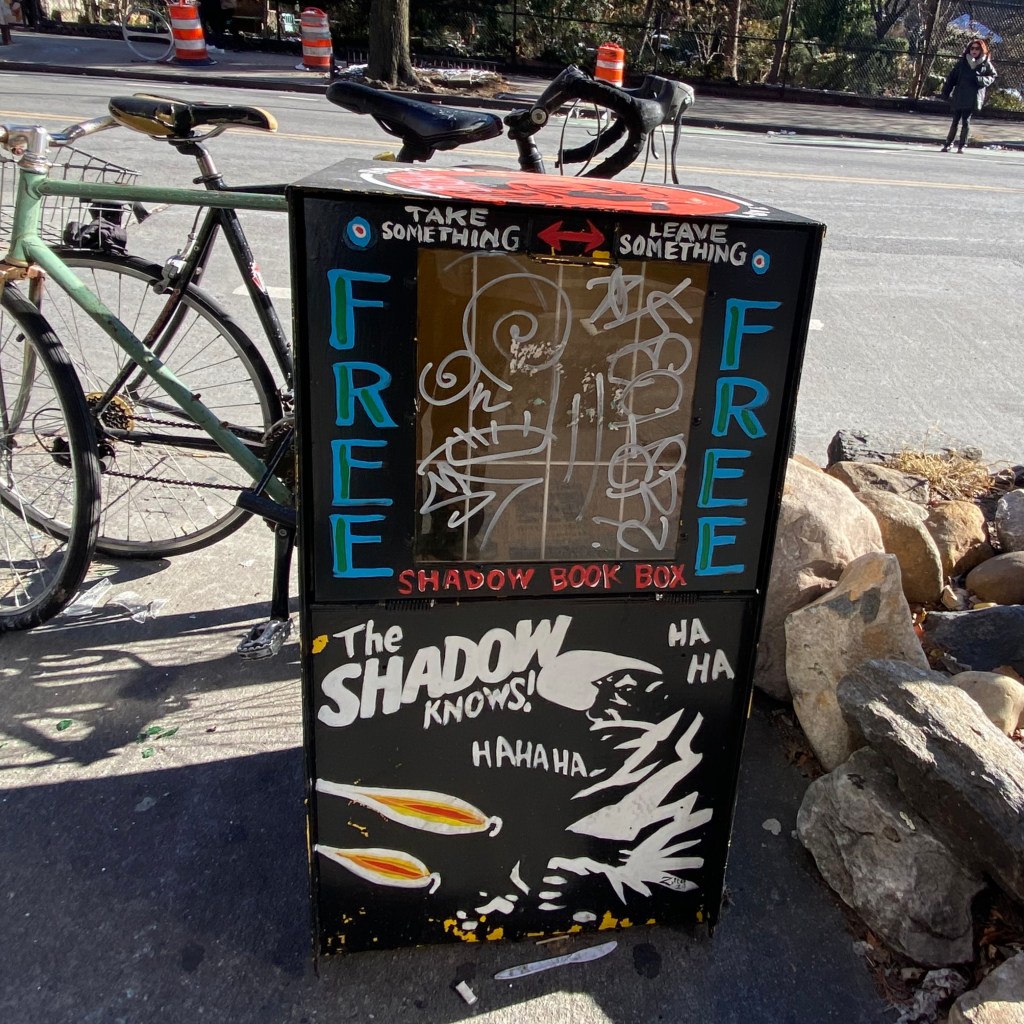 TAKE
SOMETHING
LEAVE
SOMETHING
FREE
FREE
SHADOW BOOK BOX
The
SHADOW
KNOWS!
HA
HA
HAHAHA